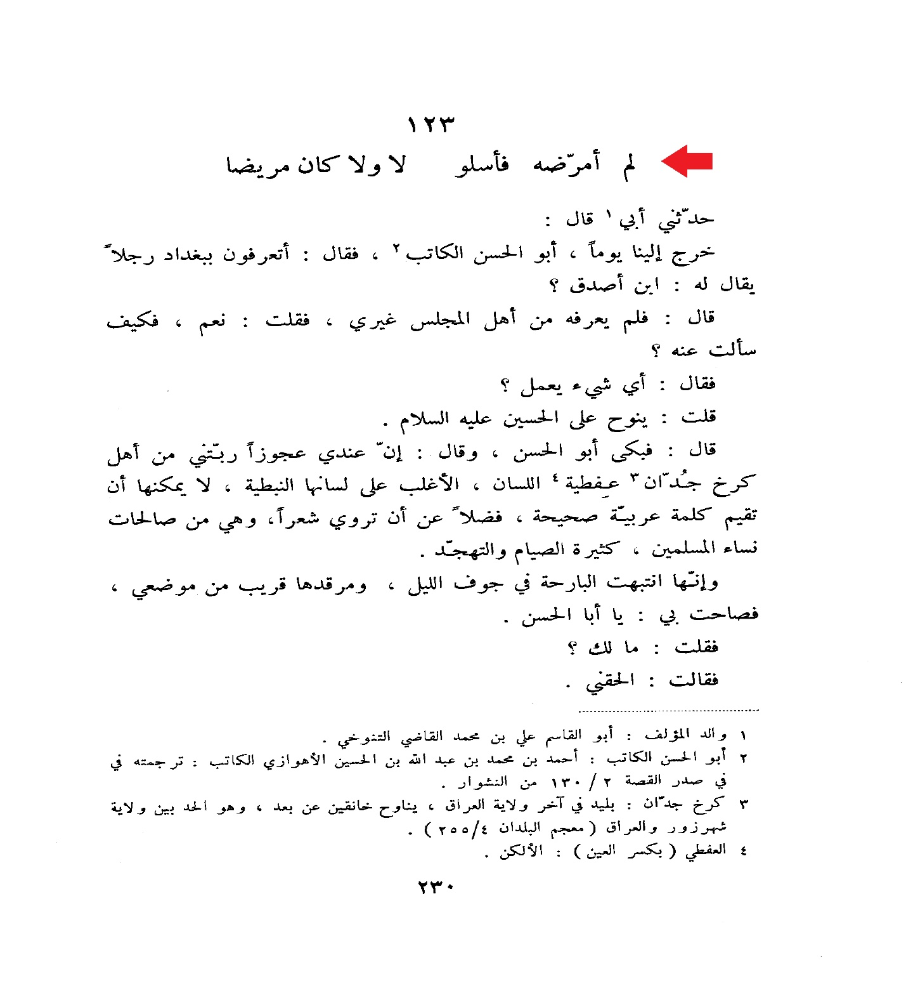 ١٢٣
لم أمرّضه فأسلو لا ولا كان مريضا
حدّثني أبي ١ قال :
خرج إلينا يوماً ، أبو الحسن الكاتب ٢ ، فقال : أتعرفون ببغداد رجلاً
يقال له : ابن أصدق ؟
قال : فلم يعرفه من أهل المجلس غيري ، فقلت : نعم ، فكيف
سألت عنه ؟
فقال : أي شيء يعمل ؟
قلت : ينوح على الحسين عليه السلام .
قال : فبكى أبو الحسن ، وقال : إنّ عندي عجوزاً ربّتني من أهل
كرخ جُدّان ٣ عِفطية ٤ اللسان ، الأغلب على لسانها النبطية ، لا يمكنها أن
تقيم كلمة عربيّة صحيحة ، فضلاً عن أن تروي شعراً، وهي من صالحات
نساء المسلمين ، كثيرة الصيام والتهجّد .
وإنّها انتبهت البارحة في جوف الليل ، ومرقدها قريب من موضعي ،
فصاحت بي : يا أبا الحسن .
فقلت : ما لك ؟
فقالت : الحقني .
١ والد المؤلف : أبو القاسم علي بن محمد القاضي التنوخي .
٢ أبو الحسن الكاتب : أحمد بن محمد بن عبد الله بن الحسين الأهوازي الكاتب : ترجمته في
في صدر القصة ٢ / ١٣٠ من النشوار .
٣ كرخ جدّان : بليد في آخر ولاية العراق ، يناوح خانقين عن بعد ، وهو الحد بين ولاية
شهرزور والعراق ( معجم البلدان ٢٥٥/٤ ) .
٤ العفطي ( بكسر العين ) : الألكن .
٢٣٠